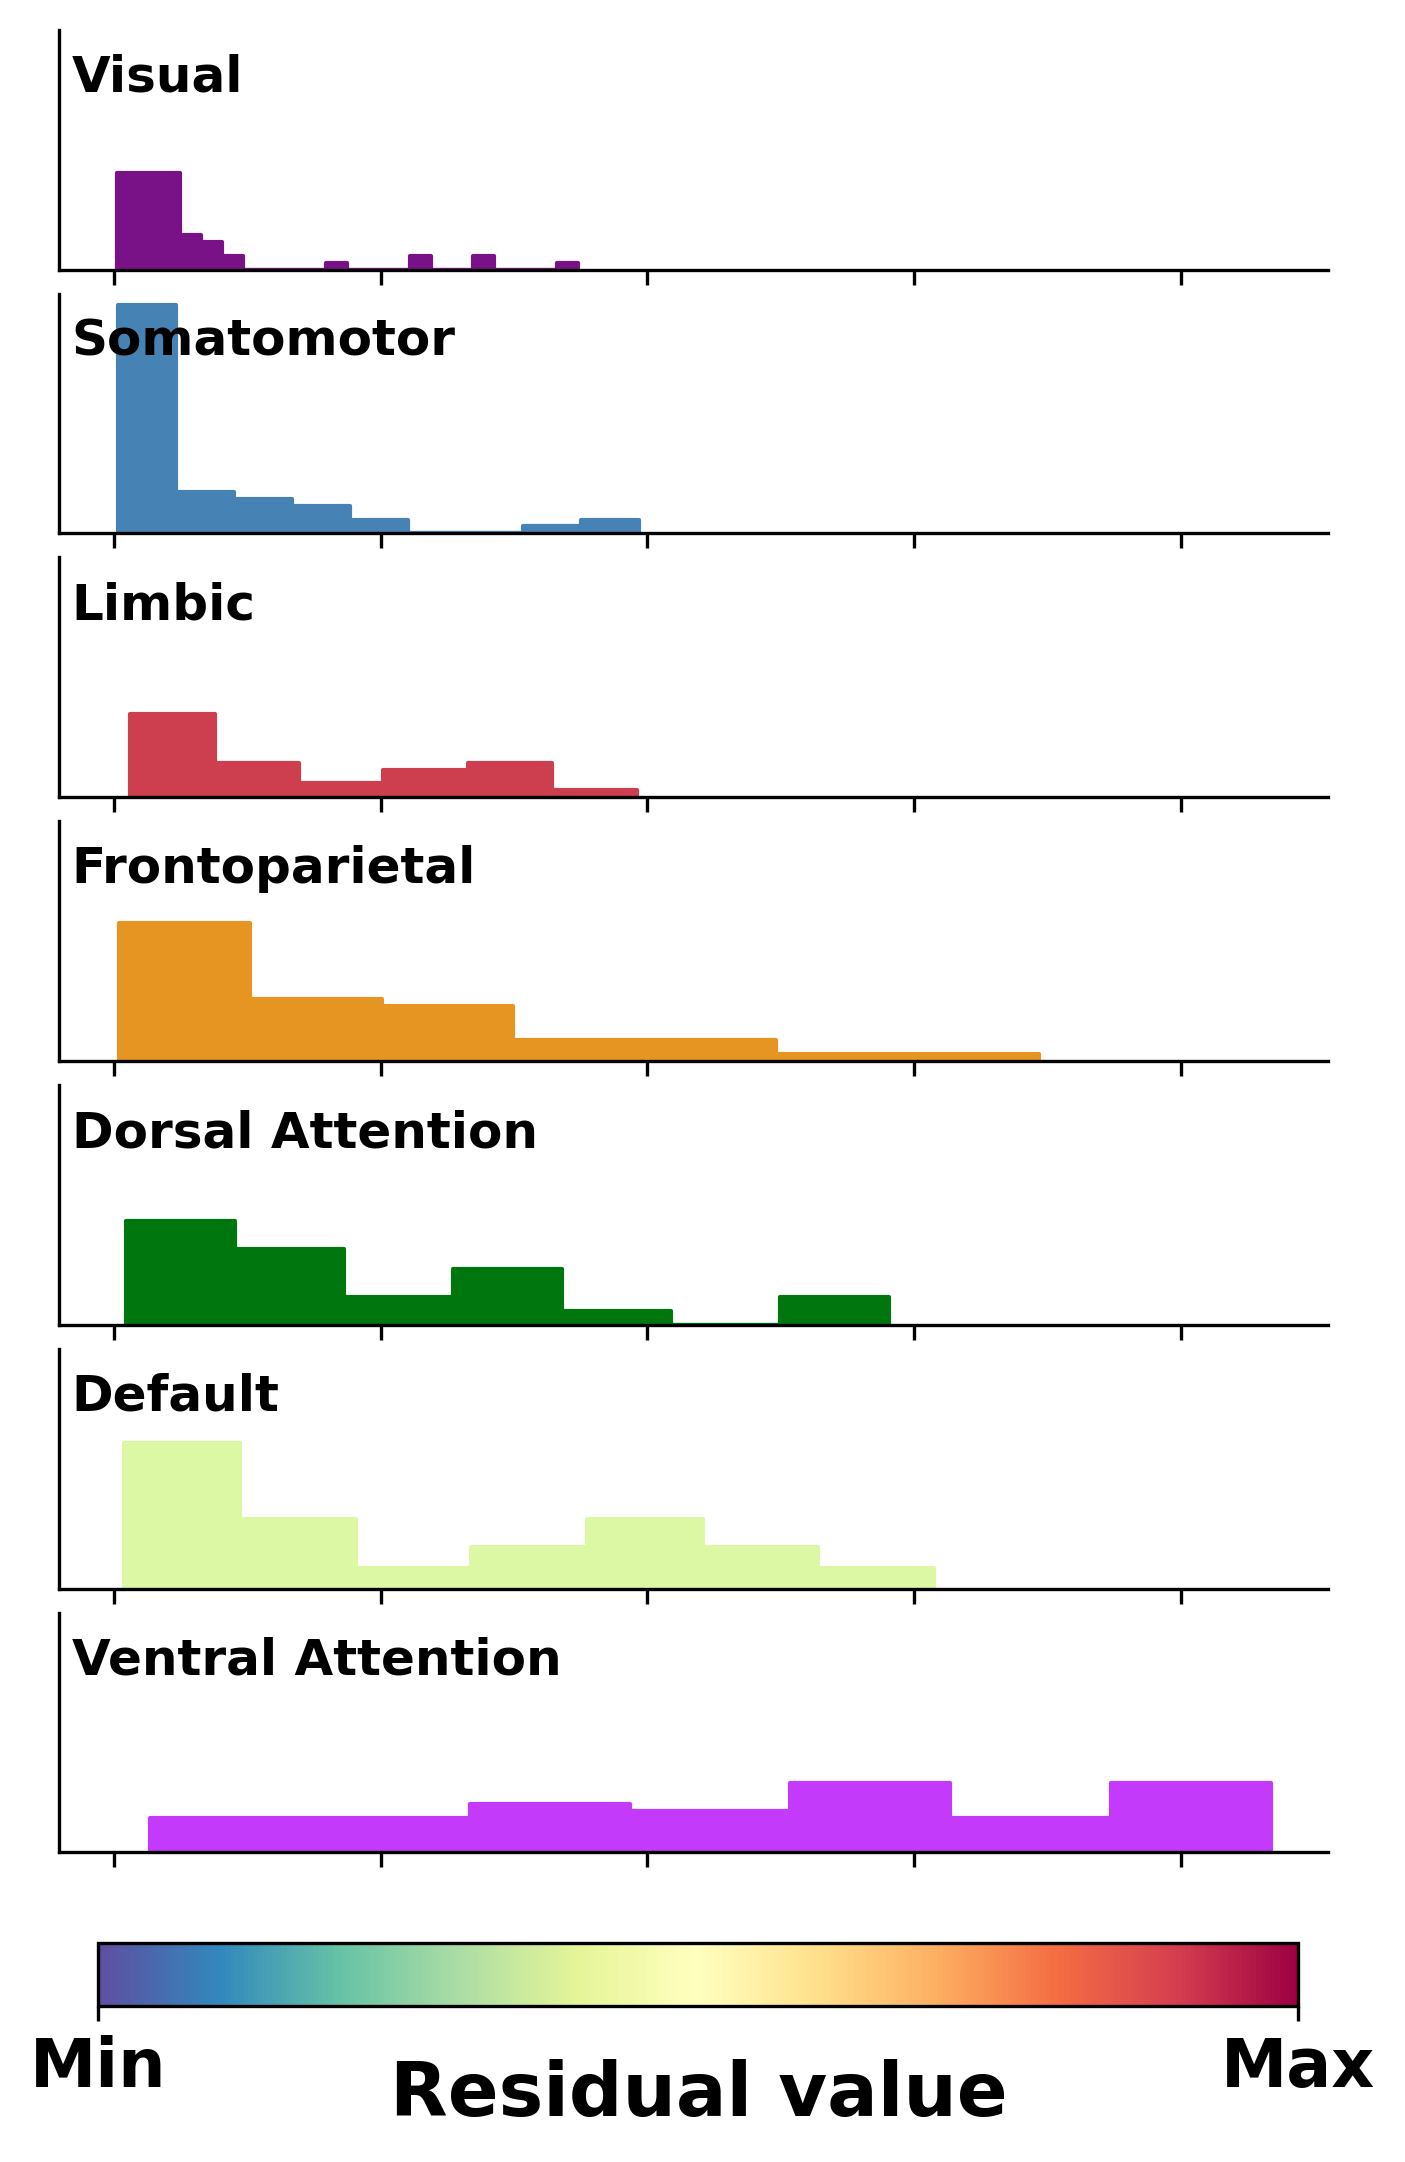 Visual
Somatomotor
Limbic
Frontoparietal
Dorsal Attention
Default
Ventral Attention
Min
Max
Residual value